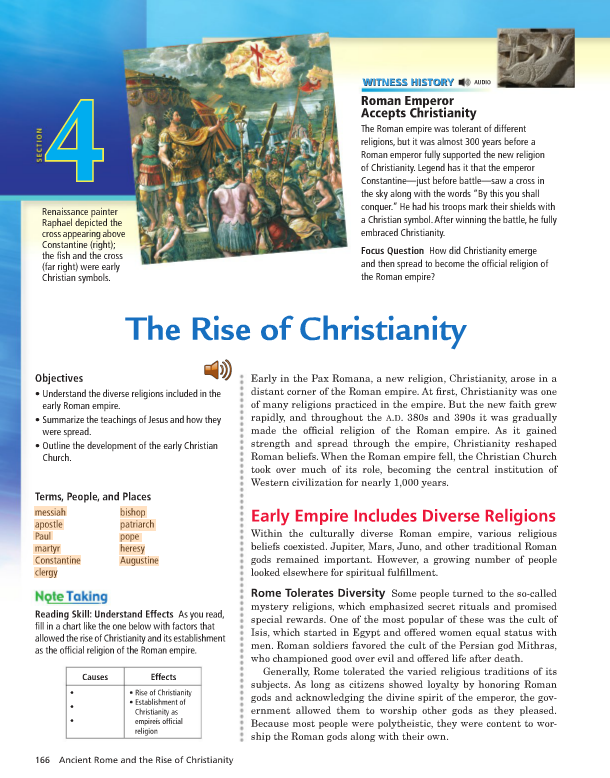 SECTION
4
WITNESS HISTORY AUDIO
Roman Emperor
Accepts Christianity
The Roman empire was tolerant of different
religions, but it was almost 300 years before a
Roman emperor fully supported the new religion
of Christianity. Legend has it that the emperor
Constantine—just before battle—saw a cross in
the sky along with the words “By this you shall
conquer.” He had his troops mark their shields with
a Christian symbol. After winning the battle, he fully
embraced Christianity.
Focus Question How did Christianity emerge
and then spread to become the official religion of
the Roman empire?
Renaissance painter
Raphael depicted the
cross appearing above
Constantine (right);
the fish and the cross
(far right) were early
Christian symbols.
The Rise of Christianity
Objectives
• Understand the diverse religions included in the
early Roman empire.
• Summarize the teachings of Jesus and how they
were spread.
• Outline the development of the early Christian
Church.
Terms, People, and Places
messiah
apostle
Paul
martyr
Constantine
clergy
bishop
patriarch
pope
heresy
Augustine
Note Taking
Reading Skill: Understand Effects As you read,
fill in a chart like the one below with factors that
allowed the rise of Christianity and its establishment
as the official religion of the Roman empire.
Causes Effects
•
•
•
• Rise of Christianity
• Establishment of
Christianity as
empireis official
religion
Early in the Pax Romana, a new religion, Christianity, arose in a
distant corner of the Roman empire. At first, Christianity was one
of many religions practiced in the empire. But the new faith grew
rapidly, and throughout the A.D. 380s and 390s it was gradually
made the official religion of the Roman empire. As it gained
strength and spread through the empire, Christianity reshaped
Roman beliefs. When the Roman empire fell, the Christian Church
took over much of its role, becoming the central institution of
Western civilization for nearly 1,000 years.
Early Empire Includes Diverse Religions
Within the culturally diverse Roman empire, various religious
beliefs coexisted. Jupiter, Mars, Juno, and other traditional Roman
gods remained important. However, a growing number of people
looked elsewhere for spiritual fulfillment.
Rome Tolerates Diversity Some people turned to the so-called
mystery religions, which emphasized secret rituals and promised
special rewards. One of the most popular of these was the cult of
Isis, which started in Egypt and offered women equal status with
men. Roman soldiers favored the cult of the Persian god Mithras,
who championed good over evil and offered life after death.
Generally, Rome tolerated the varied religious traditions of its
subjects. As long as citizens showed loyalty by honoring Roman
gods and acknowledging the divine spirit of the emperor, the gov-
ernment allowed them to worship other gods as they pleased.
Because most people were polytheistic, they were content to wor-
ship the Roman gods along with their own.
166 Ancient Rome and the Rise of Christianity